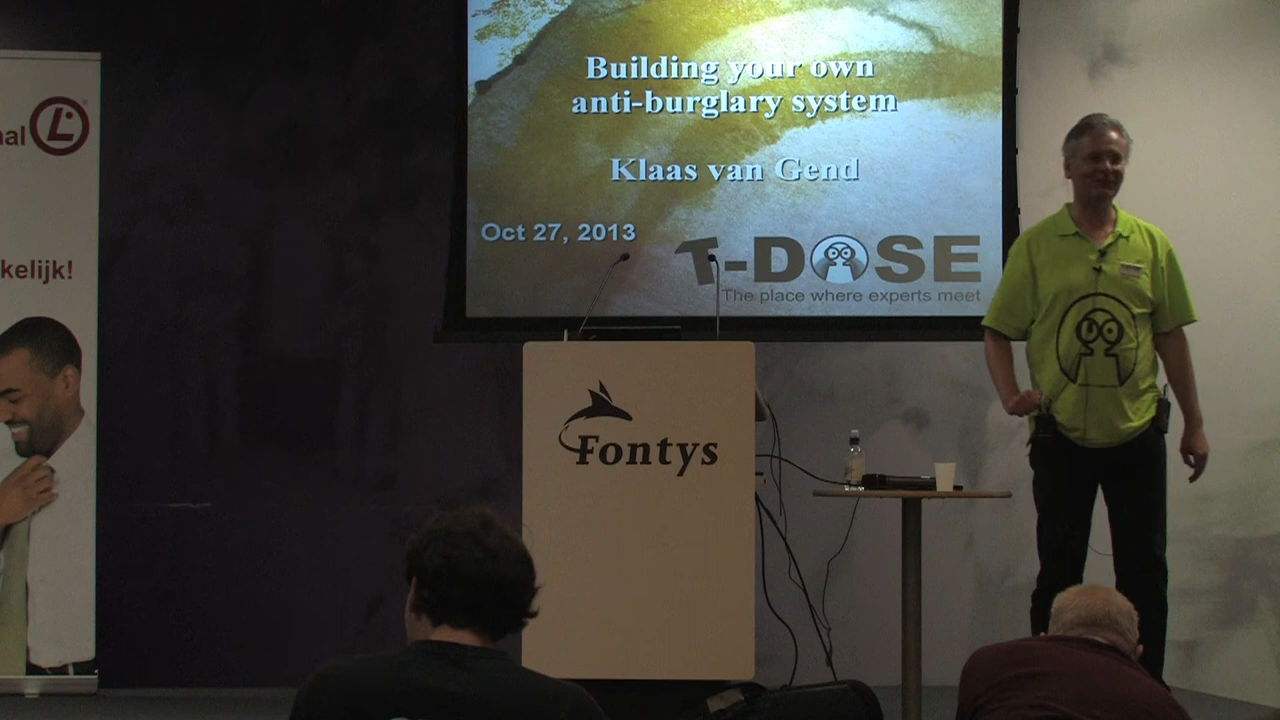 Building your own
anti-burglary system
Klaas van Gend
Oct 27, 2013
T-DOSE
The place where experts meet
Fontys
kelijk!